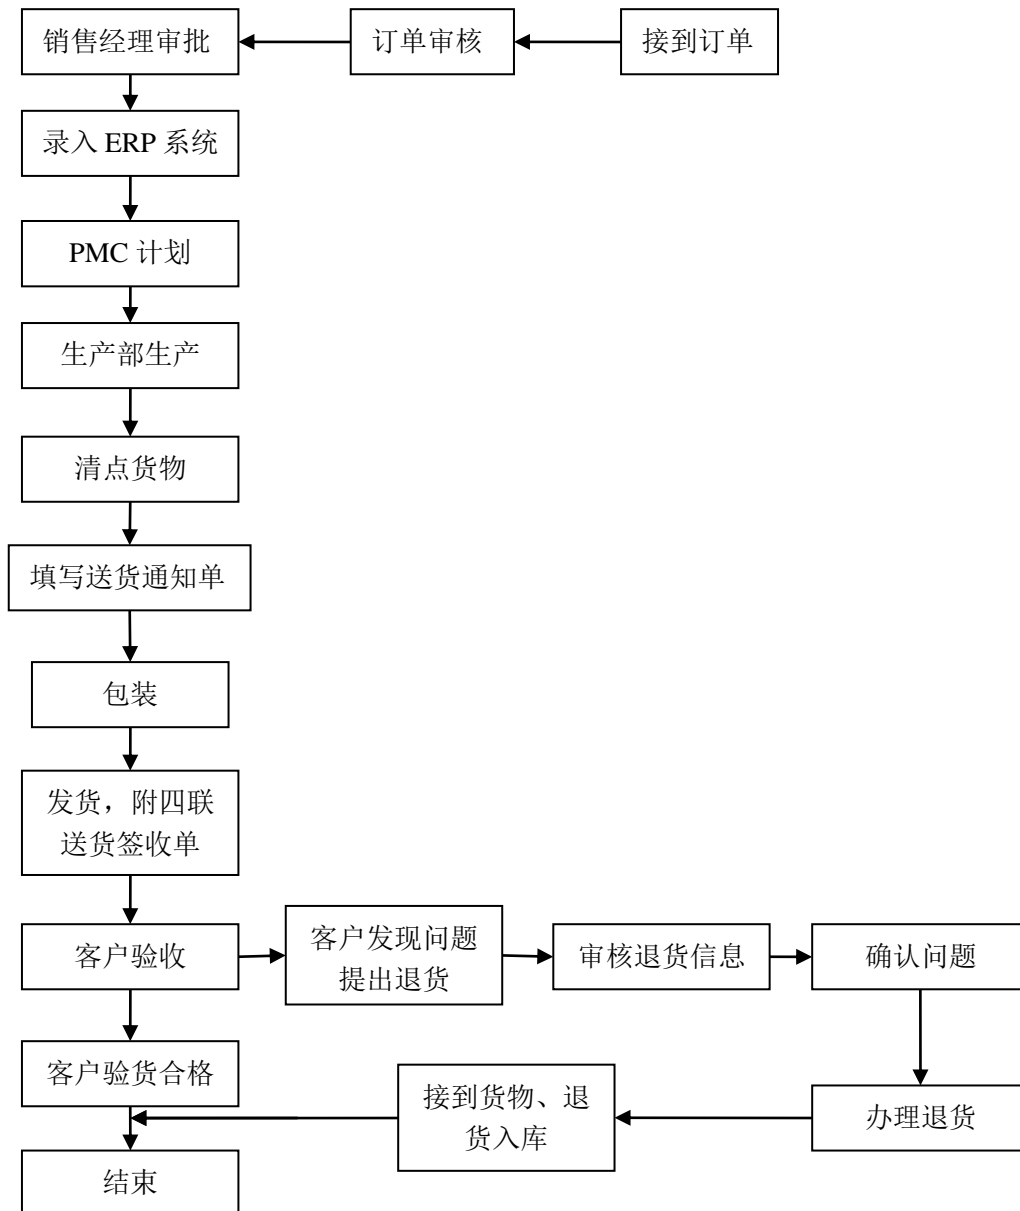 销售经理审批
订单审核
接到订单
录入 ERP 系统
PMC 计划
生产部生产
清点货物
填写送货通知单
包装
发货，附四联
送货签收单
客户验收
客户发现问题
提出退货
审核退货信息
确认问题
客户验货合格
接到货物、退
货入库
办理退货
结束